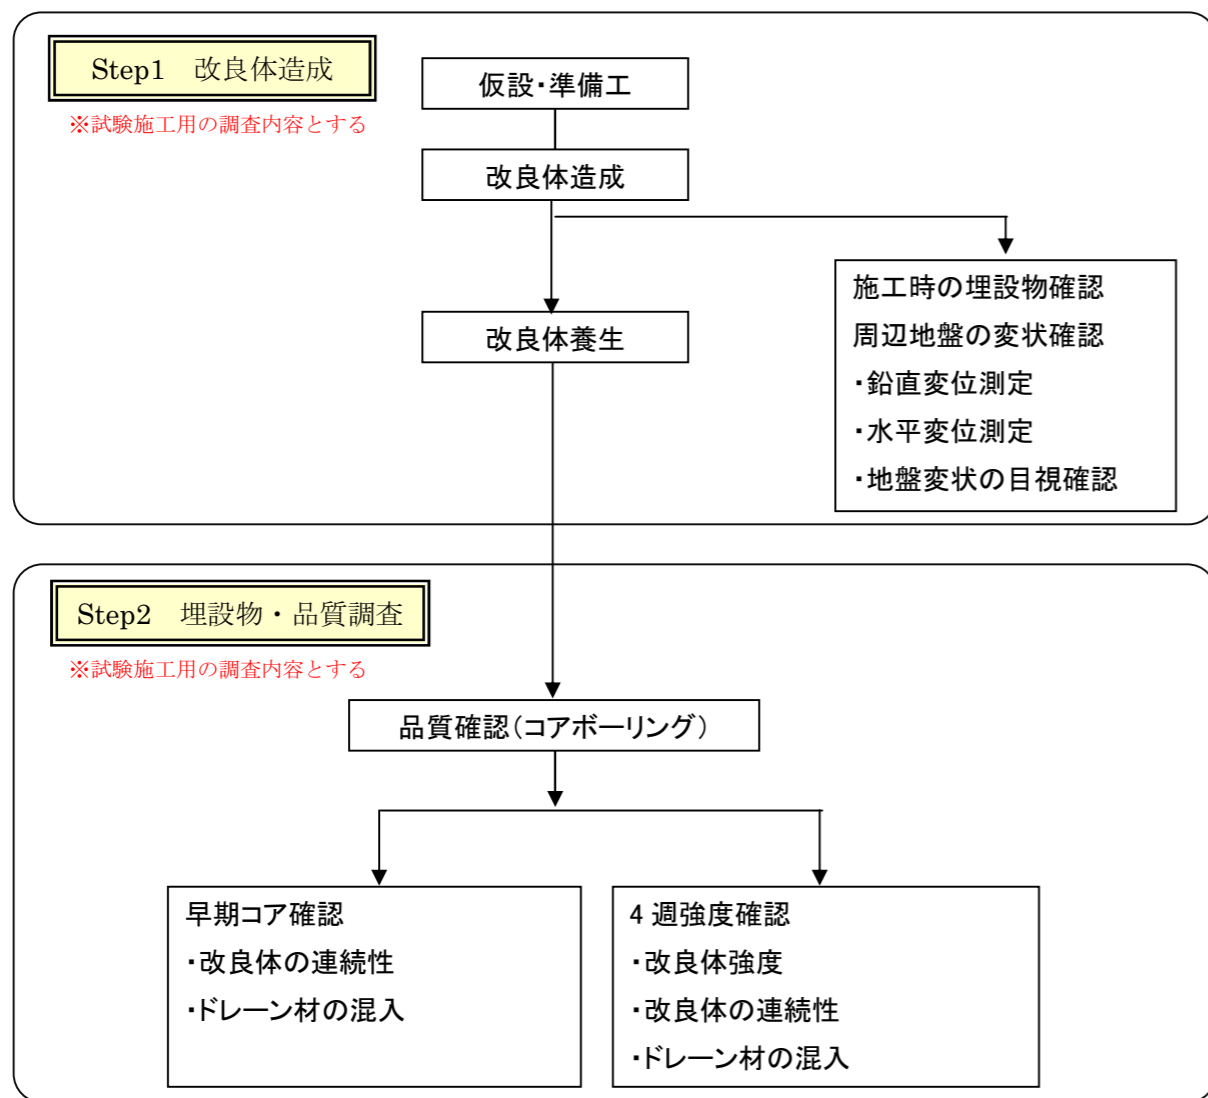 Step1　改良体造成
※試験施工用の調査内容とする
仮設・準備工
改良体造成
施工時の埋設物確認
周辺地盤の変状確認
・鉛直変位測定
・水平変位測定
・地盤変状の目視確認
改良体養生
Step2　埋設物・品質調査
※試験施工用の調査内容とする
品質確認（コアボーリング）
早期コア確認
・改良体の連続性
・ドレーン材の混入
4 週強度確認
・改良体強度
・改良体の連続性
・ドレーン材の混入